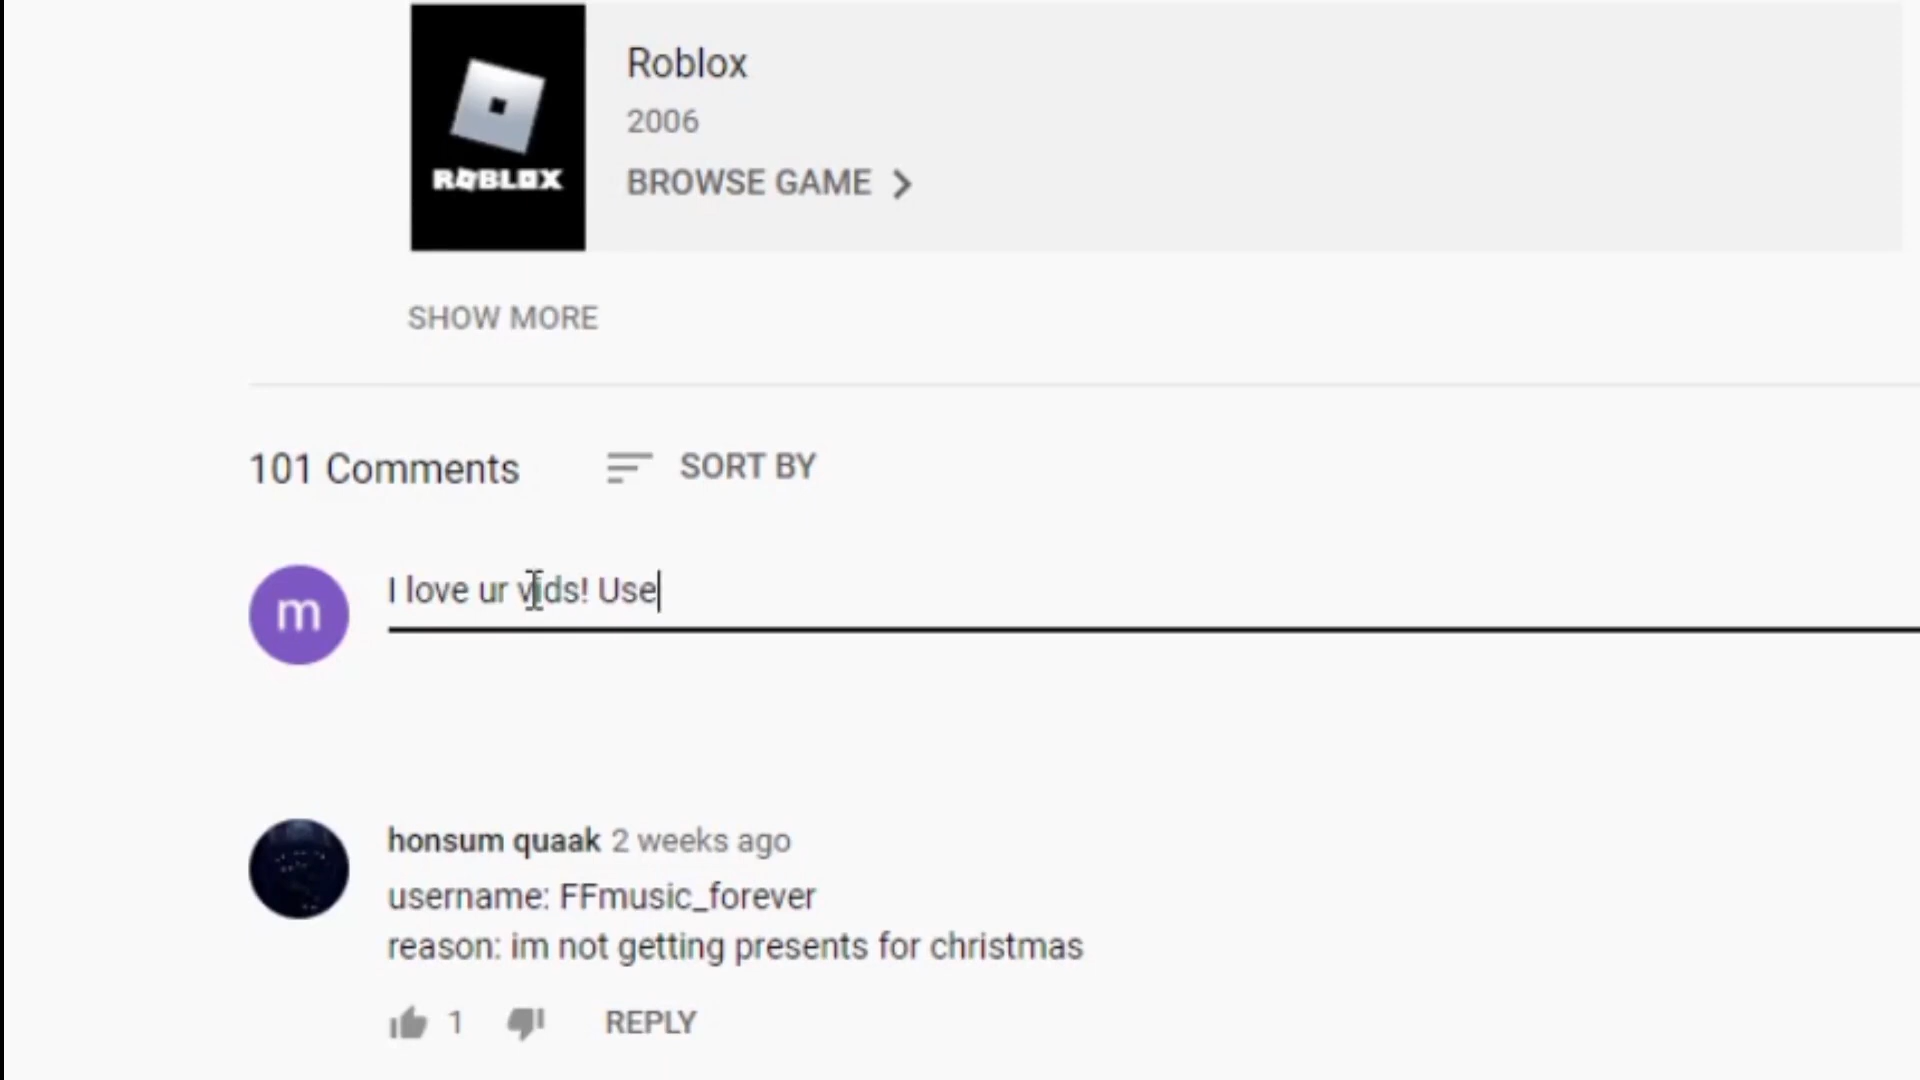 Roblox
2006
BROWSE GAME
ROBLOX
SHOW MORE
101 Comments
SORT BY
m
I love ur vids! Use
honsum quaak 2 weeks ago
username: FFmusic_forever
reason: im not getting presents for christmas
1
REPLY